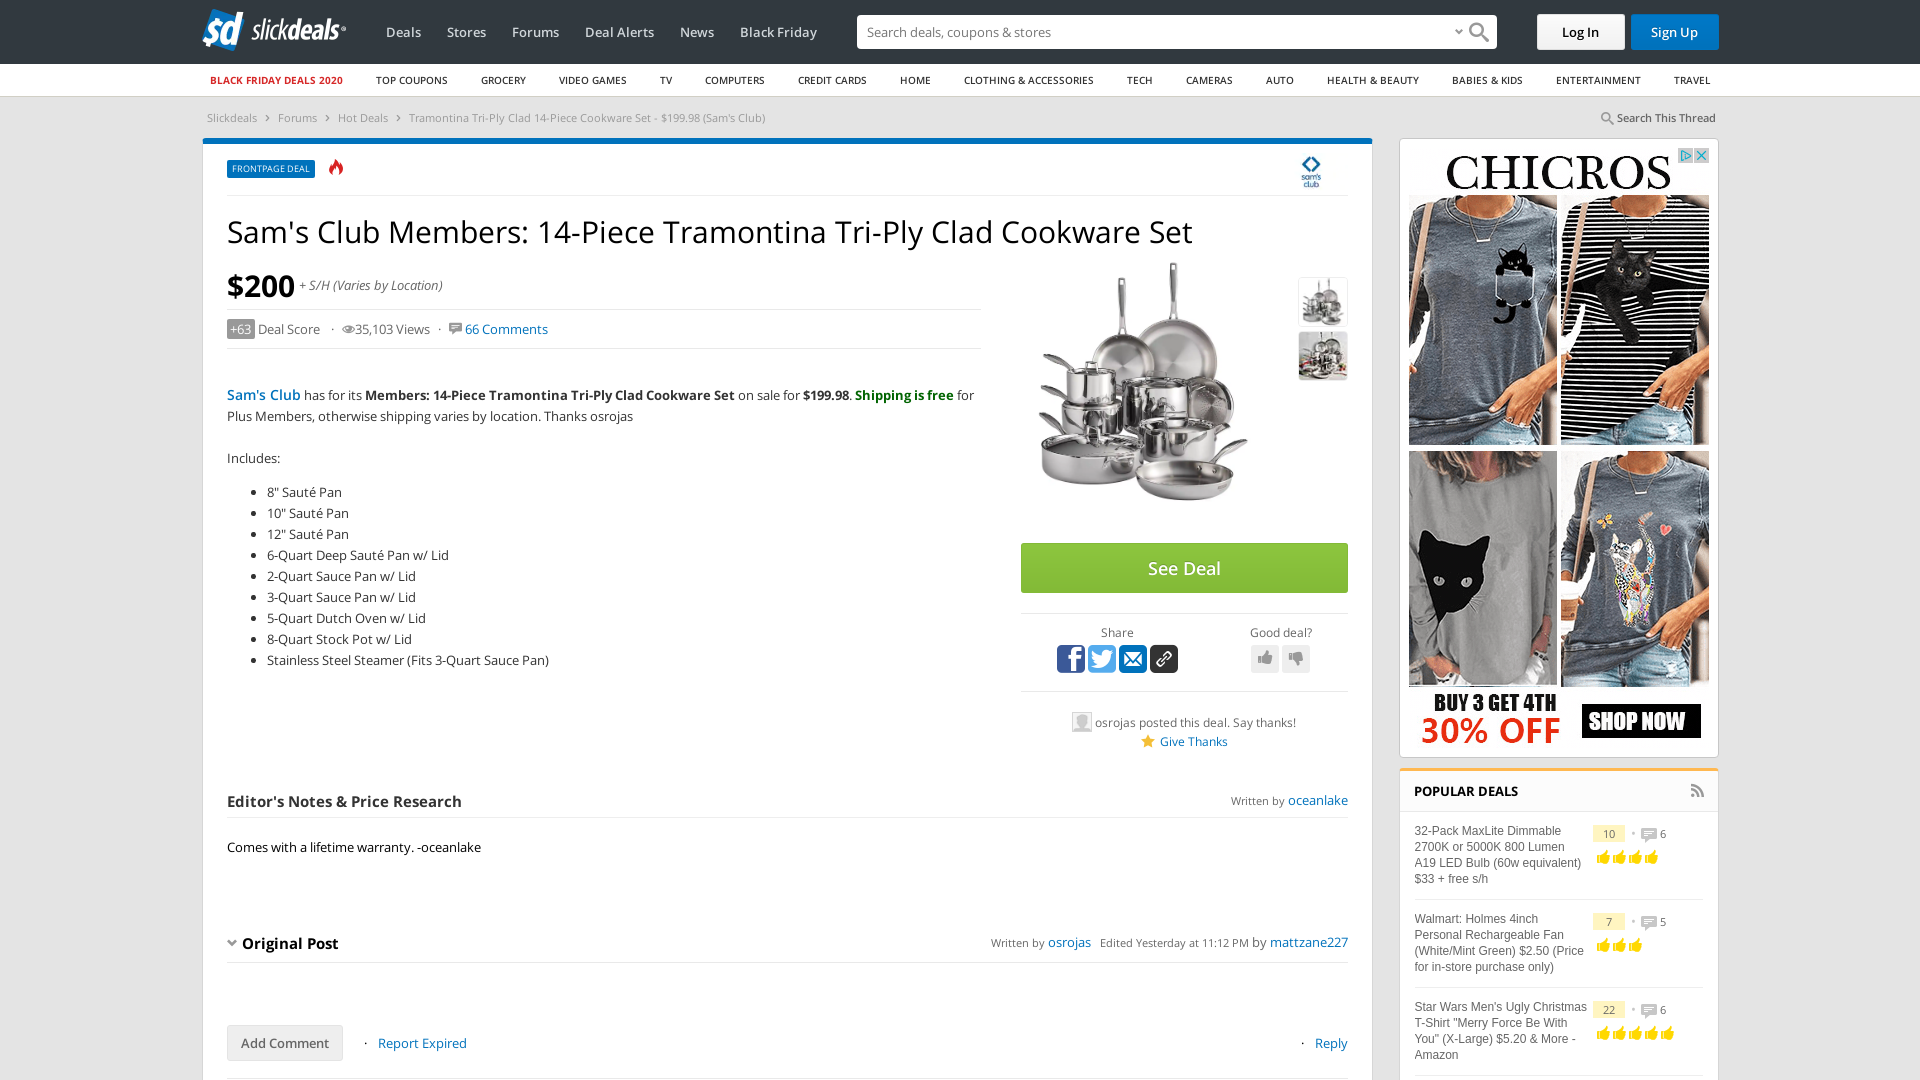 slickdeals
Deals
Stores
Forums
Deal Alerts
News
Black Friday
Search deals, coupons & shopping
Log In
Sign Up
BLACK FRIDAY DEALS 2020
TOP COUPONS
GROCERY
VIDEO GAMES
TV
COMPUTERS
CREDIT CARDS
HOME
CLOTHING & ACCESSORIES
TECH
CAMERAS
AUTO
HEALTH & BEAUTY
BABIES & KIDS
ENTERTAINMENT
TRAVEL
Slickdeals > Forums > Hot Deals > Tramontina Tri-Ply Clad 14-Piece Cookware Set - $199.98 (Sam's Club)
Search This Thread
FRONTPAGE DEAL
sam's club
Sam's Club Members: 14-Piece Tramontina Tri-Ply Clad Cookware Set
$200 + S/H (Varies by Location)
+63 Deal Score · 35,103 Views · 66 Comments
Sam's Club has for its Members: 14-Piece Tramontina Tri-Ply Clad Cookware Set on sale for $199.98. Shipping is free for
Plus Members, otherwise shipping varies by location. Thanks osrojas
Includes:
• 8" Sauté Pan
• 10" Sauté Pan
• 12" Sauté Pan
• 6-Quart Deep Sauté Pan w/ Lid
• 2-Quart Sauce Pan w/ Lid
• 3-Quart Sauce Pan w/ Lid
• 5-Quart Dutch Oven w/ Lid
• 8-Quart Stock Pot w/ Lid
• Stainless Steel Steamer (Fits 3-Quart Sauce Pan)
See Deal
Share
Good deal?
osrojas posted this deal. Say thanks!
Give Thanks
Editor's Notes & Price Research
Written by oceanlake
Comes with a lifetime warranty. -oceanlake
Original Post
Written by osrojas Edited Yesterday at 11:12 PM by mattzane227
Add Comment
· Report Expired
· Reply
CHICROS
BUY 3 GET 4TH
30% OFF
SHOP NOW
POPULAR DEALS
32-Pack MaxLite Dimmable
2700K or 5000K 800 Lumen
A19 LED Bulb (60w equivalent)
$33 + free s/h
10 • 6
Walmart: Holmes 4inch
Personal Rechargeable Fan
(White/Mint Green) $2.50 (Price
for in-store purchase only)
7 • 5
Star Wars Men's Ugly Christmas
T-Shirt "Merry Force Be With
You" (X-Large) $5.20 & More -
Amazon
22 • 6